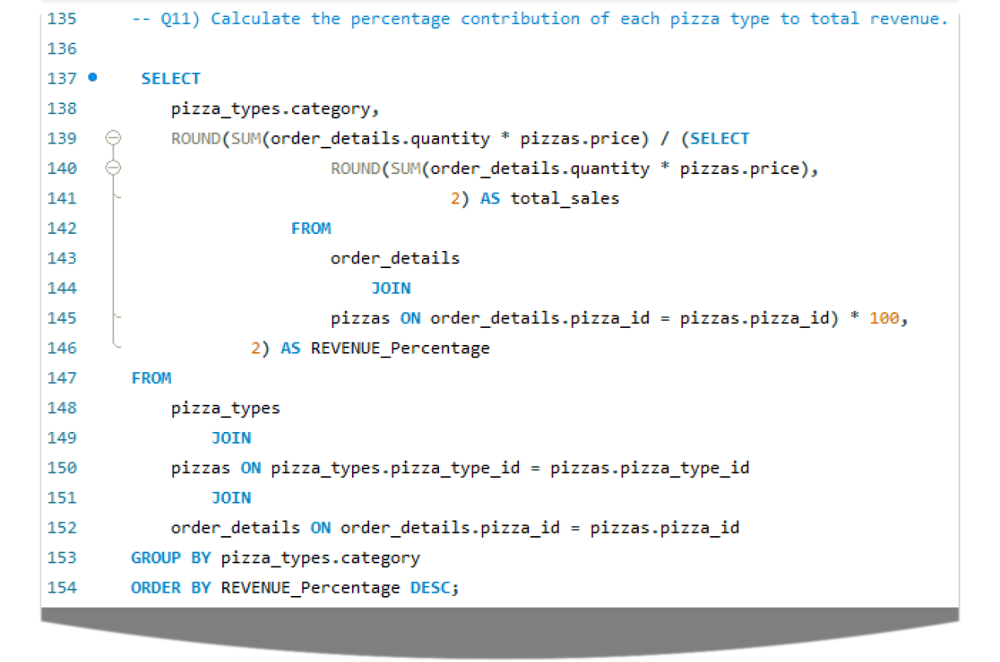 135 -- Q11) Calculate the percentage contribution of each pizza type to total revenue.
136
137 SELECT
138 pizza_types.category,
139 ROUND(SUM(order_details.quantity * pizzas.price) / (SELECT
140 ROUND(SUM(order_details.quantity * pizzas.price),
141 2) AS total_sales
142 FROM
143 order_details
144 JOIN
145 pizzas ON order_details.pizza_id = pizzas.pizza_id) * 100,
146 2) AS REVENUE_Percentage
147 FROM
148 pizza_types
149 JOIN
150 pizzas ON pizza_types.pizza_type_id = pizzas.pizza_type_id
151 JOIN
152 order_details ON order_details.pizza_id = pizzas.pizza_id
153 GROUP BY pizza_types.category
154 ORDER BY REVENUE_Percentage DESC;